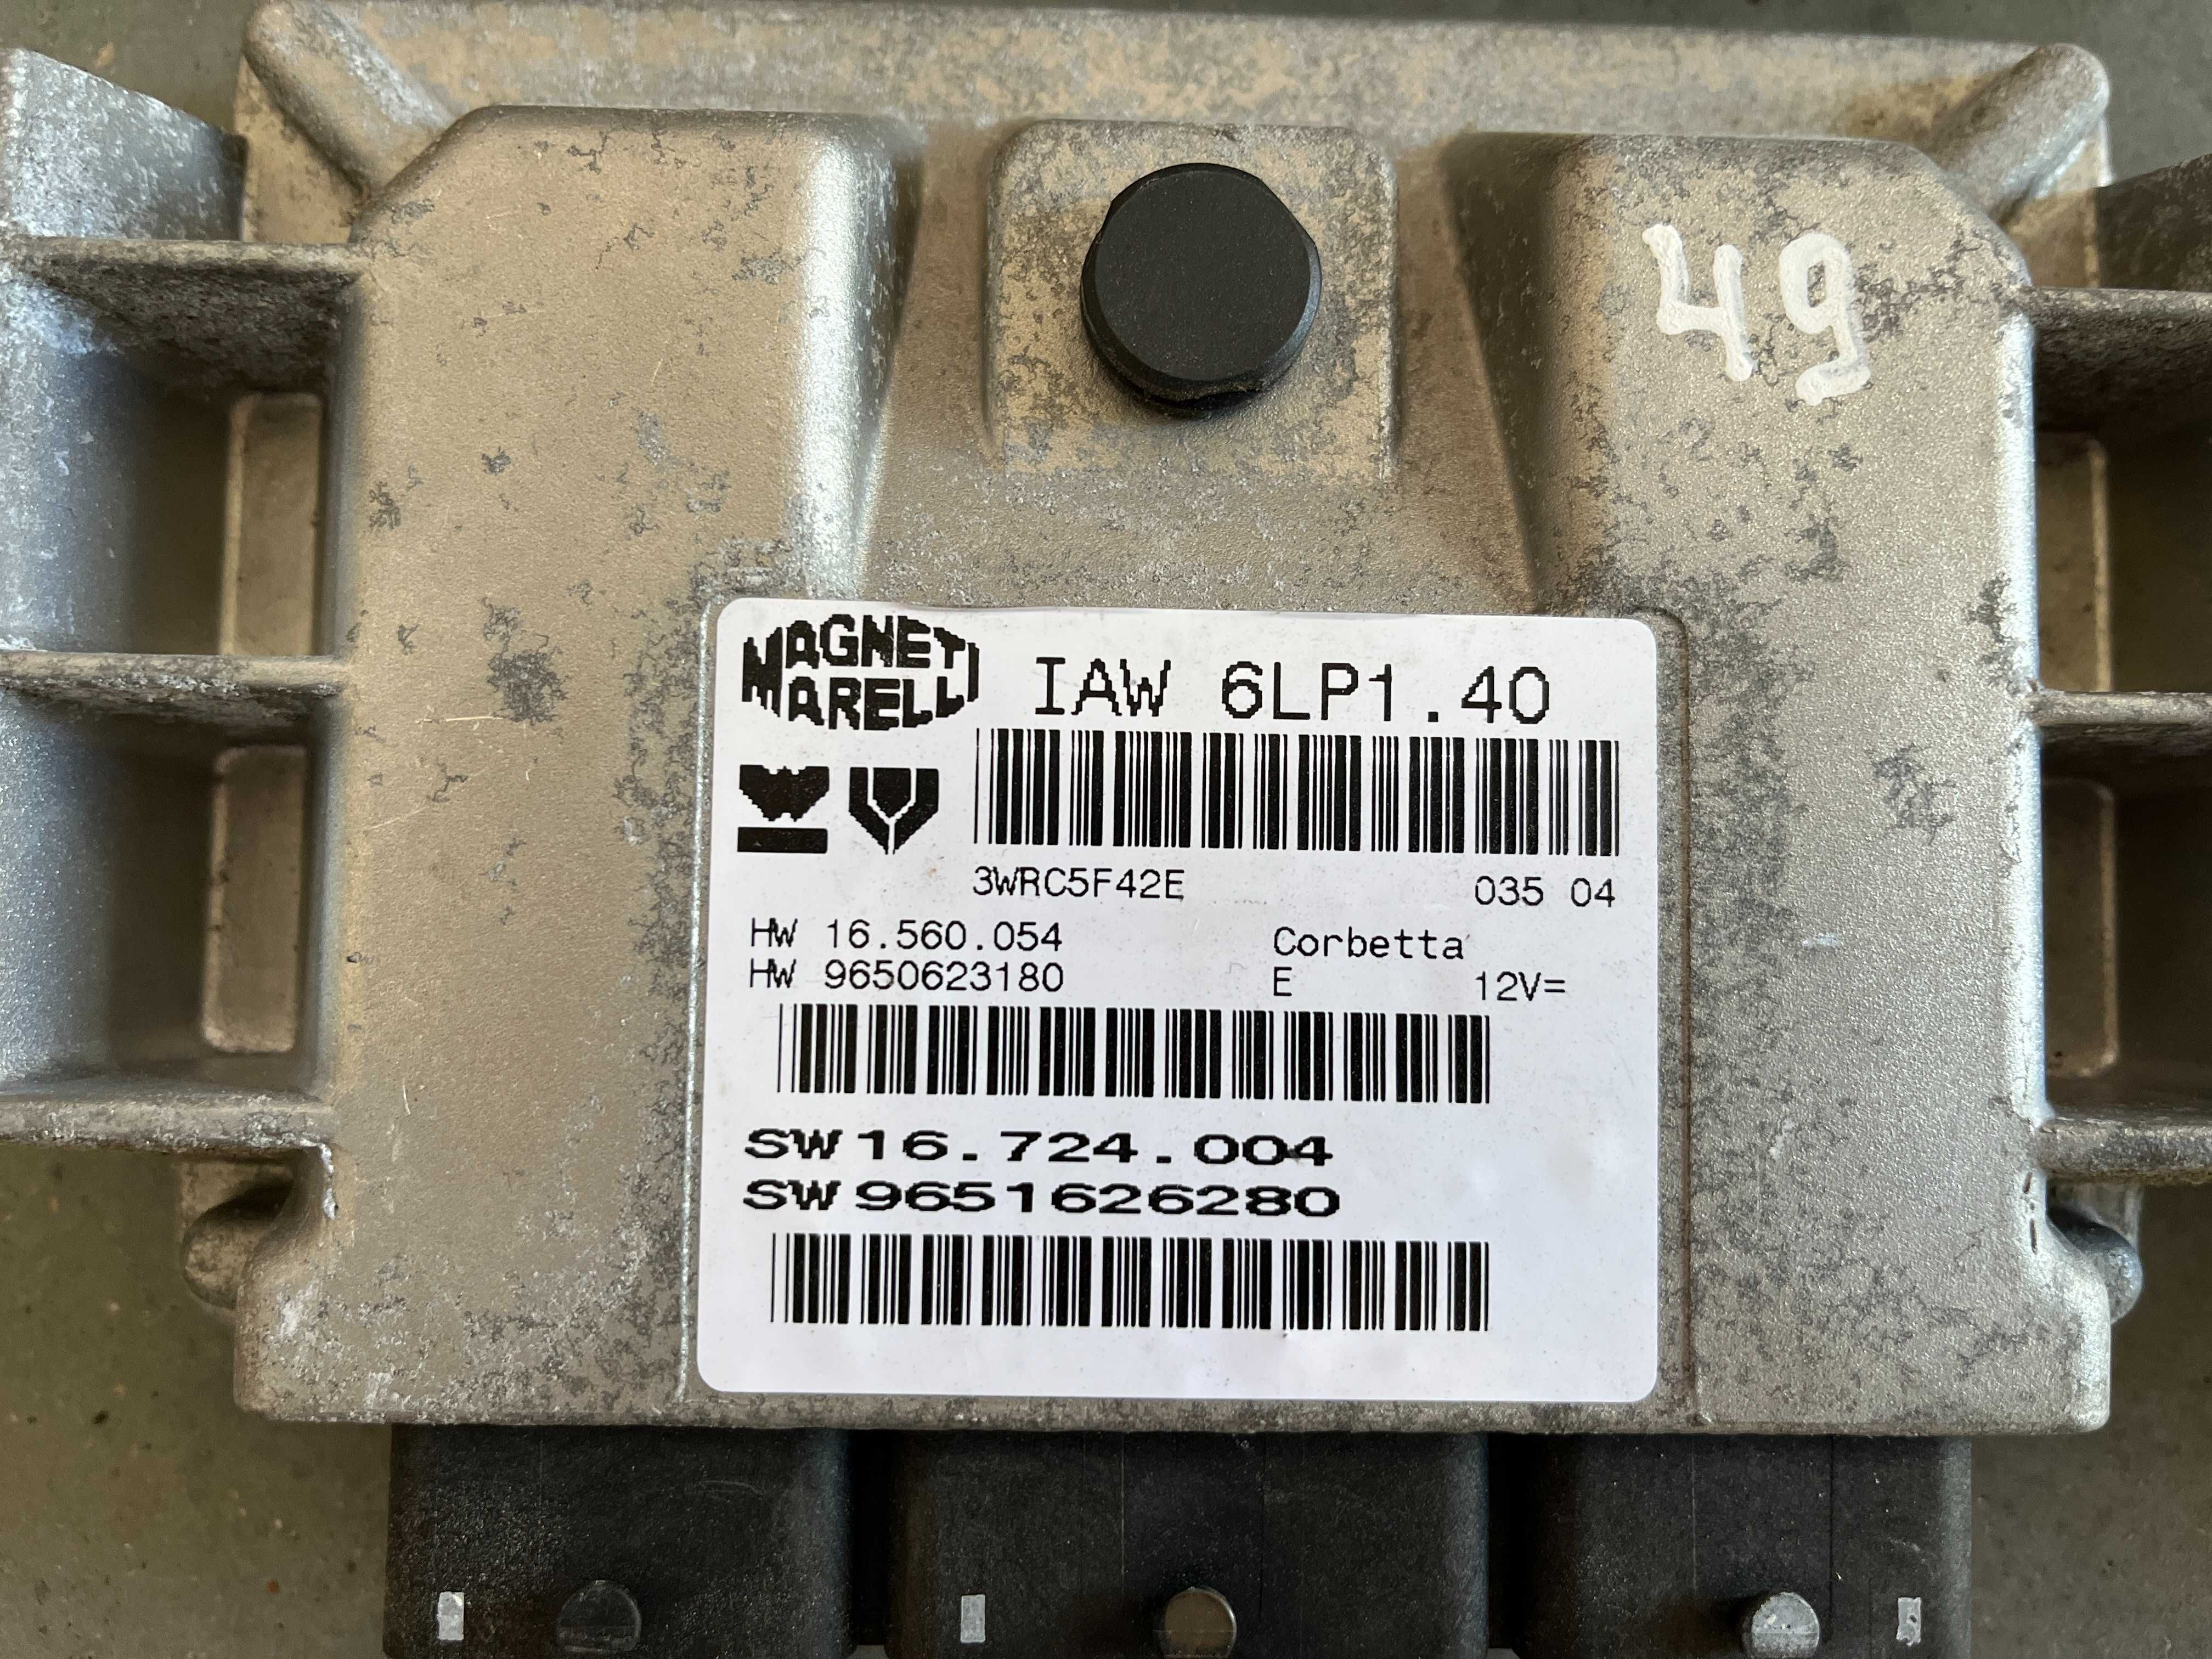 49
MAGNETI
MARELLI
IAW 6LP1.40
3WRC5F42E 035 04
HW 16.560.054 Corbetta
HW 9650623180 E 12V=
SW 16.724.004
SW 9651626280